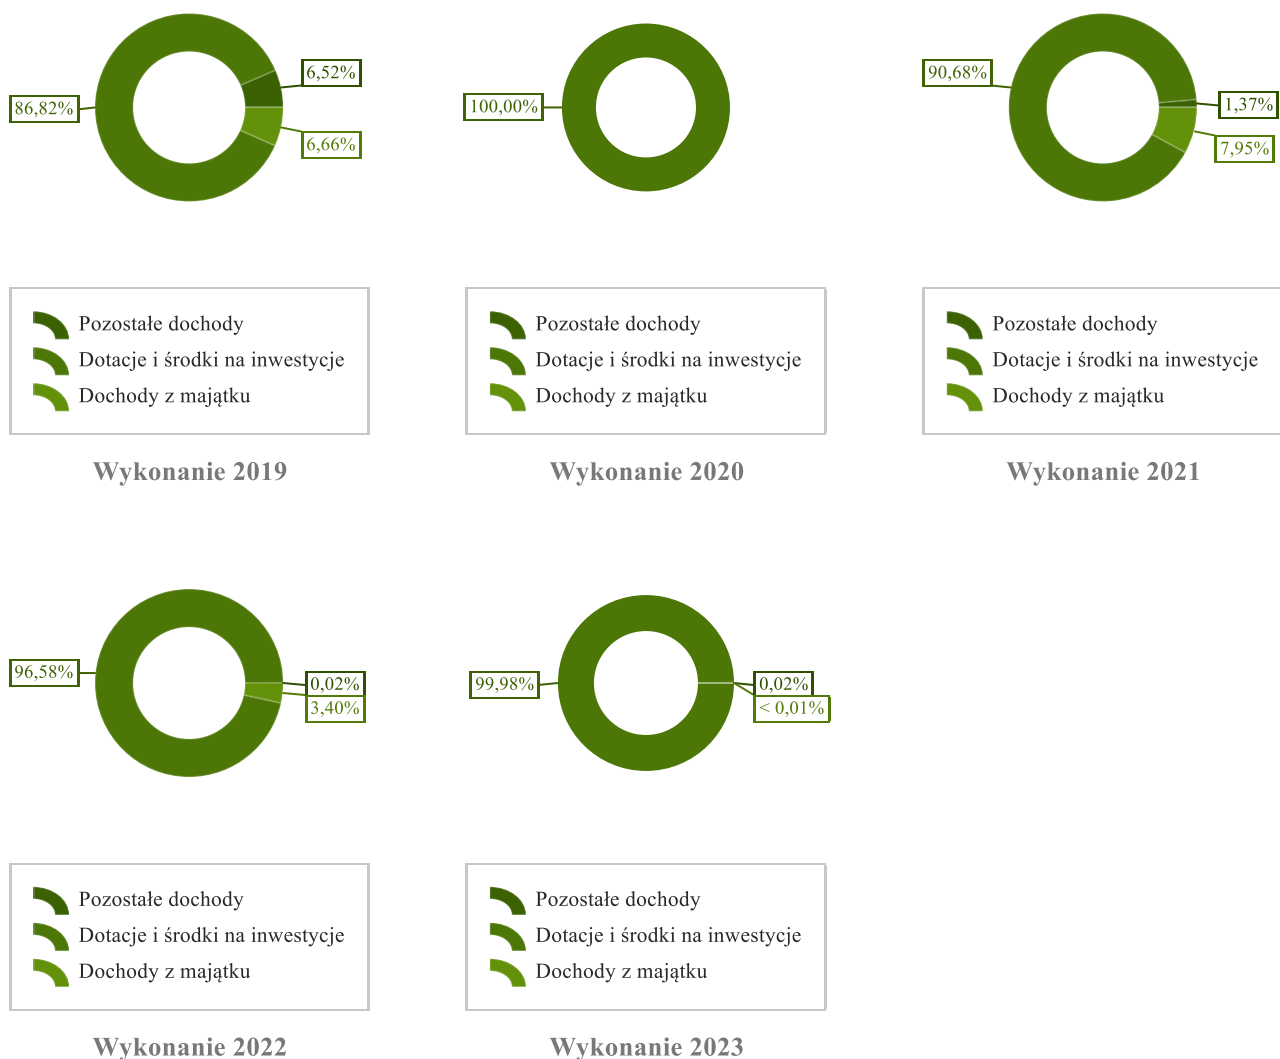 86,82%
6,52%
6,66%
Pozostałe dochody
Dotacje i środki na inwestycje
Dochody z majątku
Wykonanie 2019
100,00%
Pozostałe dochody
Dotacje i środki na inwestycje
Dochody z majątku
Wykonanie 2020
90,68%
1,37%
7,95%
Pozostałe dochody
Dotacje i środki na inwestycje
Dochody z majątku
Wykonanie 2021
96,58%
0,02%
3,40%
Pozostałe dochody
Dotacje i środki na inwestycje
Dochody z majątku
Wykonanie 2022
99,98%
0,02%
< 0,01%
Pozostałe dochody
Dotacje i środki na inwestycje
Dochody z majątku
Wykonanie 2023